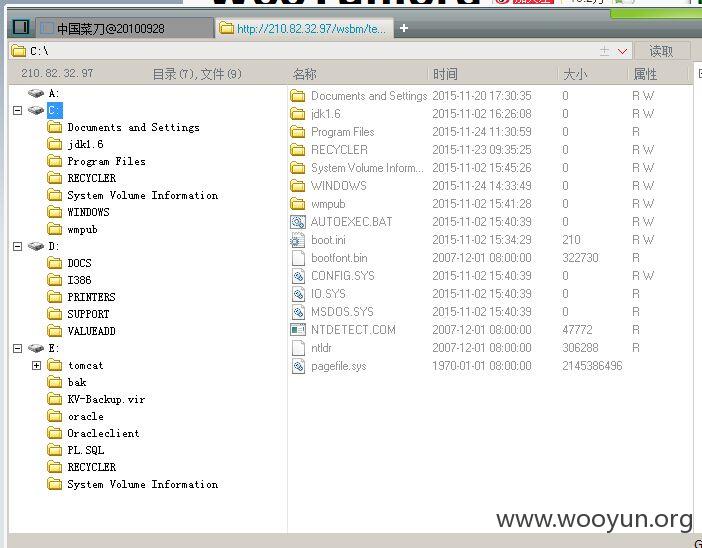 中国菜刀@20100928 http://210.82.32.97/wsbm/te... +
C:\ 读取
210.82.32.97 目录(7),文件(9) 名称 时间 大小 属性
A:
C:
Documents and Settings
jdk1.6
Program Files
RECYCLER
System Volume Information
WINDOWS
wmpub
D:
DOCS
I386
PRINTERS
SUPPORT
VALUEADD
E:
tomcat
bak
KV-Backup.vir
oracle
Oracleclient
PL.SQL
RECYCLER
System Volume Information
Documents and Settings 2015-11-20 17:30:35 0 R W
jdk1.6 2015-11-02 16:26:08 0 R W
Program Files 2015-11-24 11:30:59 0 R
RECYCLER 2015-11-23 09:35:25 0 R W
System Volume Inform... 2015-11-02 15:45:26 0 R W
WINDOWS 2015-11-24 14:33:49 0 R W
wmpub 2015-11-02 15:41:28 0 R W
AUTOEXEC.BAT 2015-11-02 15:40:39 0 R W
boot.ini 2015-11-02 15:34:29 210 R W
bootfont.bin 2007-12-01 08:00:00 322730 R
CONFIG.SYS 2015-11-02 15:40:39 0 R W
IO.SYS 2015-11-02 15:40:39 0 R
MSDOS.SYS 2015-11-02 15:40:39 0 R
NTDETECT.COM 2007-12-01 08:00:00 47772 R
ntldr 2007-12-01 08:00:00 306288 R
pagefile.sys 1970-01-01 08:00:00 2145386496
www.wooyun.org